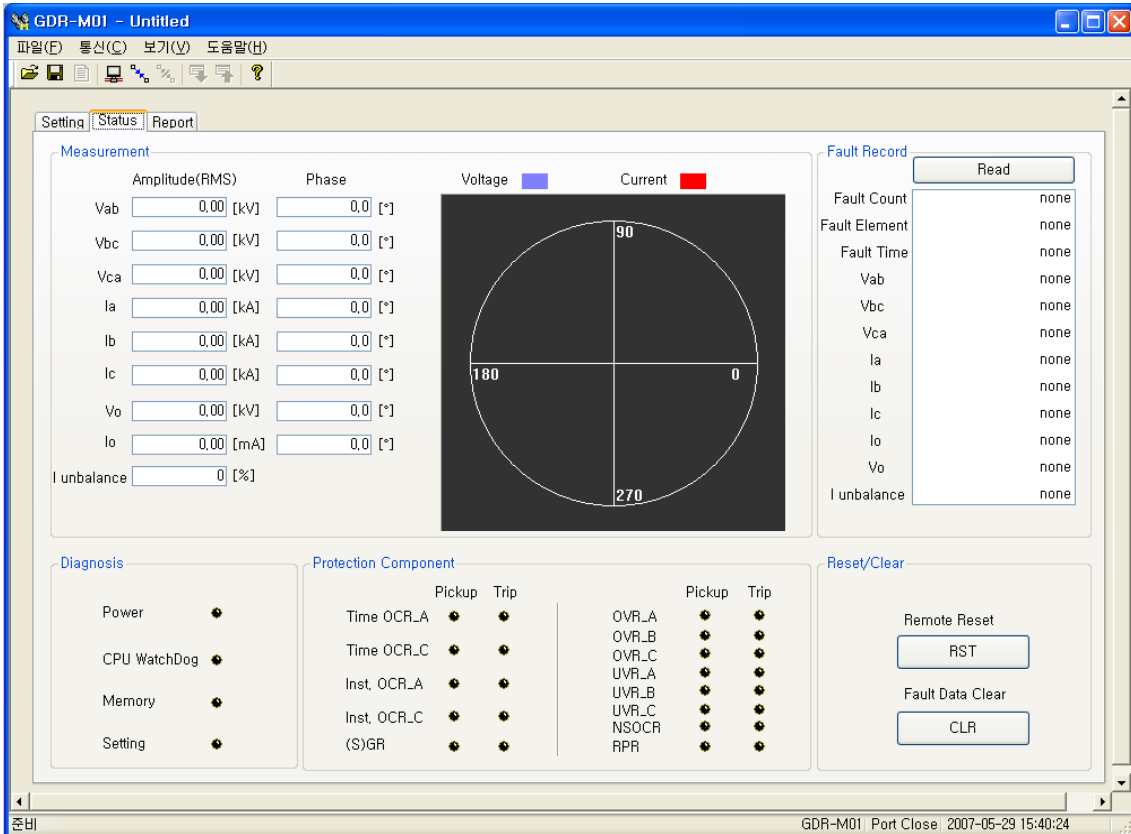 GDR-M01 - Untitled
파일(F) 통신(C) 보기(V) 도움말(H)
Setting Status Report
Measurement
Amplitude(RMS) Phase
Vab 0,00 [kV] 0,0 [°]
Vbc 0,00 [kV] 0,0 [°]
Vca 0,00 [kV] 0,0 [°]
Ia 0,00 [kA] 0,0 [°]
Ib 0,00 [kA] 0,0 [°]
Ic 0,00 [kA] 0,0 [°]
Vo 0,00 [kV] 0,0 [°]
Io 0,00 [mA] 0,0 [°]
I unbalance 0 [%]
Voltage Current
90
180 0
270
Fault Record
Read
Fault Count none
Fault Element none
Fault Time none
Vab none
Vbc none
Vca none
Ia none
Ib none
Ic none
Io none
Vo none
I unbalance none
Diagnosis
Power
CPU WatchDog
Memory
Setting
Protection Component
Pickup Trip
Time OCR_A
Time OCR_C
Inst, OCR_A
Inst, OCR_C
(S)GR
Pickup Trip
OVR_A
OVR_B
OVR_C
UVR_A
UVR_B
UVR_C
NSOCR
RPR
Reset/Clear
Remote Reset
RST
Fault Data Clear
CLR
준비 GDR-M01 Port Close 2007-05-29 15:40:24